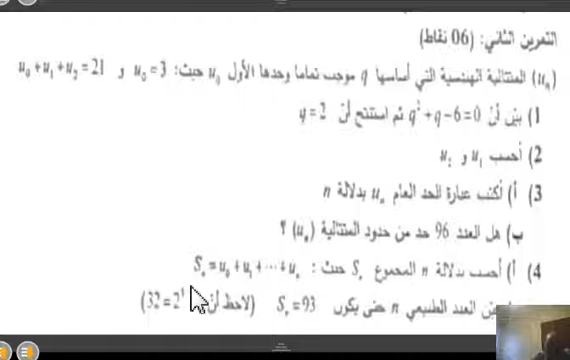 التمرين الثاني: (06 نقاط)
(uₙ) المتتالية الهندسية التي أساسها q موجب تماما وحدها الأول u₀ حيث: u₀ = 3 و u₀ + u₁ + u₂ = 21
1) بيّن أنّ q² + q − 6 = 0 ثم استنتج أنّ q = 2
2) أحسب u₁ و u₂
3) أ) أكتب عبارة الحد العام uₙ بدلالة n
ب) هل العدد 96 حد من حدود المتتالية (uₙ) ؟
4) أ) أحسب بدلالة n المجموع Sₙ حيث : Sₙ = u₀ + u₁ + ⋯ + uₙ
العدد الطبيعي n حتى يكون Sₙ = 93 (لاحظ أن 32 = 2